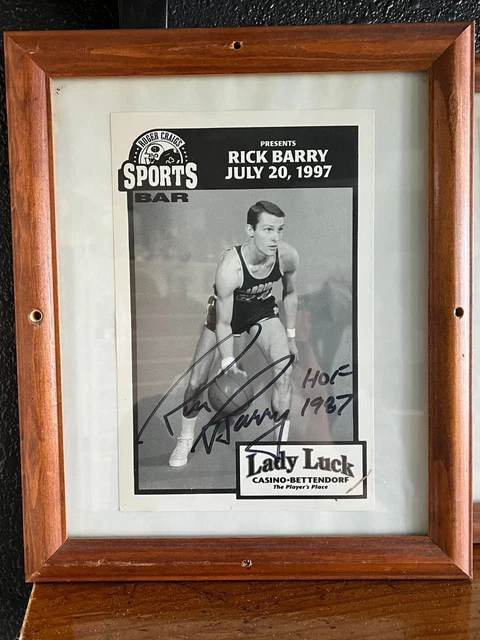 ROGER CRAIG'S
SPORTS
BAR
PRESENTS
RICK BARRY
JULY 20, 1997
Rick Barry
HOF
1987
Lady Luck
CASINO-BETTENDORF
The Player's Place